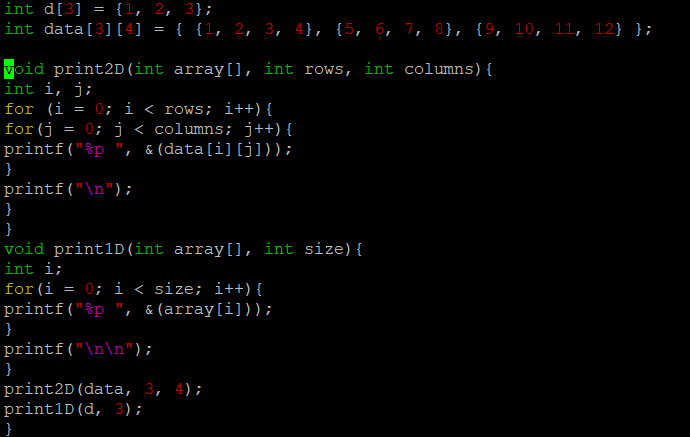 int d[3] = {1, 2, 3};
int data[3][4] = { {1, 2, 3, 4}, {5, 6, 7, 8}, {9, 10, 11, 12} };
void print2D(int array[], int rows, int columns){
int i, j;
for (i = 0; i < rows; i++){
for(j = 0; j < columns; j++){
printf("%p ", &(data[i][j]));
}
printf("\n");
}
}
void print1D(int array[], int size){
int i;
for(i = 0; i < size; i++){
printf("%p ", &(array[i]));
}
printf("\n\n");
}
print2D(data, 3, 4);
print1D(d, 3);
}